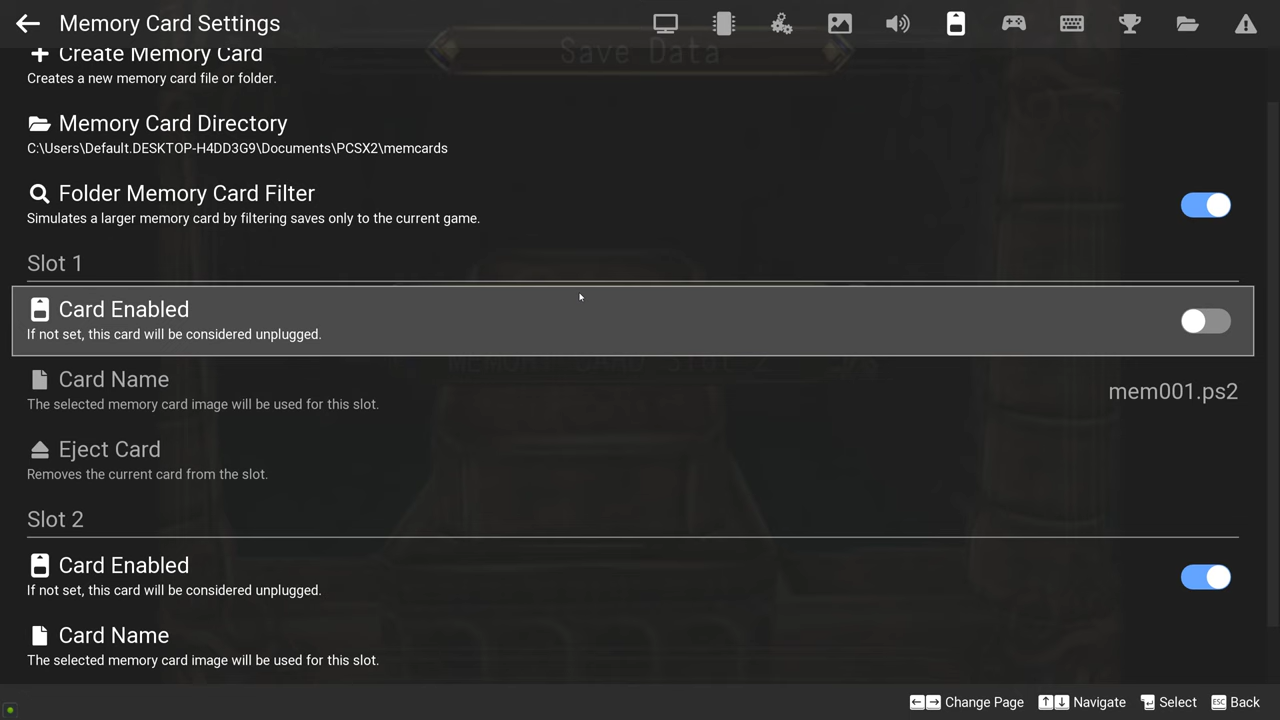 Memory Card Settings
Save Data
Create Memory Card
Creates a new memory card file or folder.
Memory Card Directory
C:\Users\Default.DESKTOP-H4DD3G9\Documents\PCSX2\memcards
Folder Memory Card Filter
Simulates a larger memory card by filtering saves only to the current game.
Slot 1
Card Enabled
If not set, this card will be considered unplugged.
MEMORY CARD Slot 2
Card Name
The selected memory card image will be used for this slot.
mem001.ps2
Eject Card
Removes the current card from the slot.
Slot 2
Card Enabled
If not set, this card will be considered unplugged.
Card Name
The selected memory card image will be used for this slot.
Change Page
Navigate
Select
ESC Back